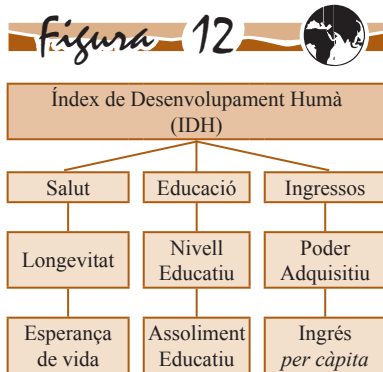 Figura 12
Índex de Desenvolupament Humà
(IDH)
Salut
Educació
Ingressos
Longevitat
Nivell
Educatiu
Poder
Adquisitiu
Esperança
de vida
Assoliment
Educatiu
Ingrés
per càpita